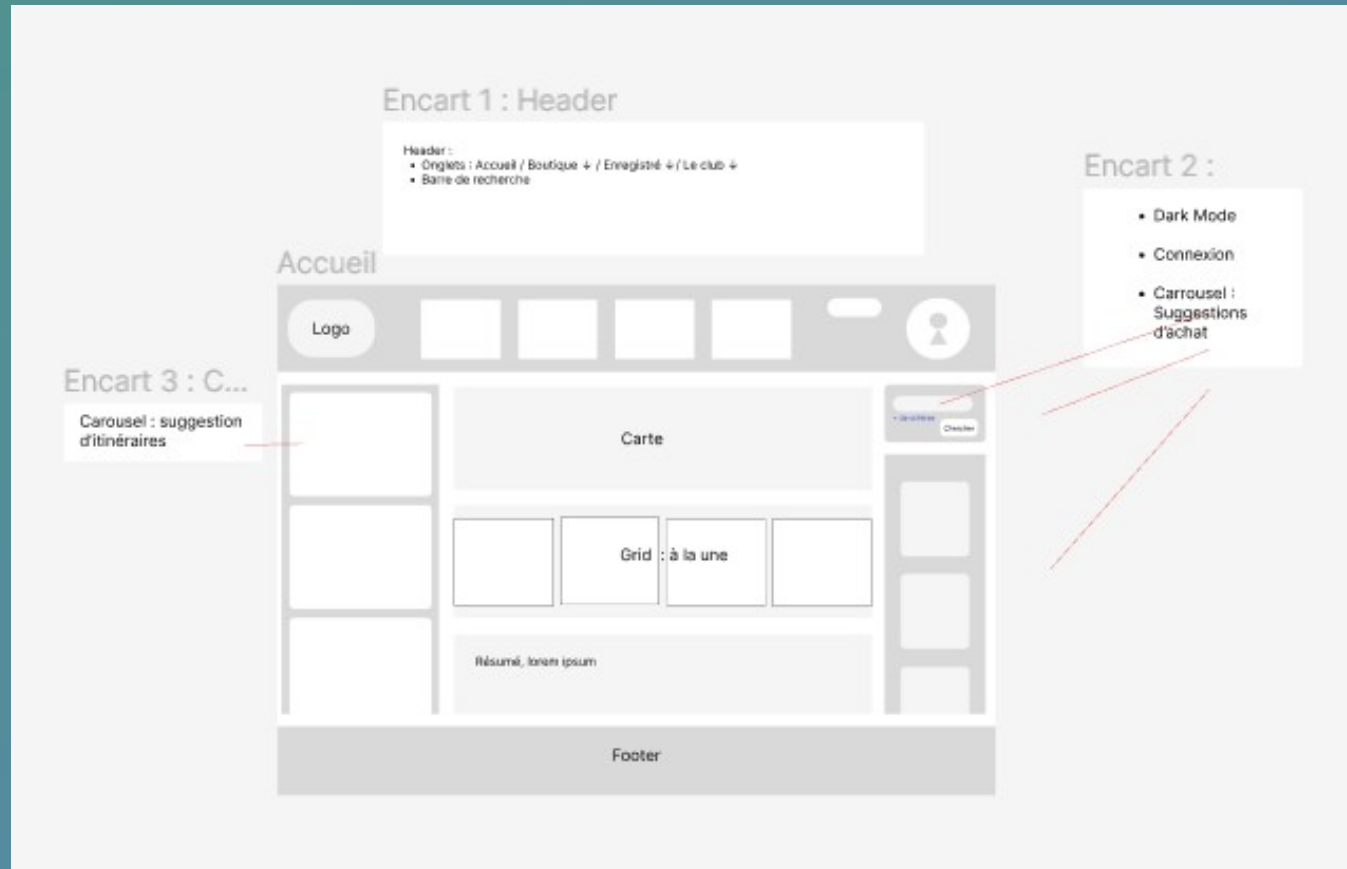 Encart 1 : Header
Header :
• Onglets : Accueil / Boutique ↓ / Enregistré ↓/ Le club ↓
• Barre de recherche
Encart 2 :
• Dark Mode
• Connexion
• Carrousel :
Suggestions
d'achat
Accueil
Logo
Encart 3 : C...
Carousel : suggestion
d'itinéraires
Carte
Chercher
Grid : à la une
Résumé, lorem ipsum
Footer